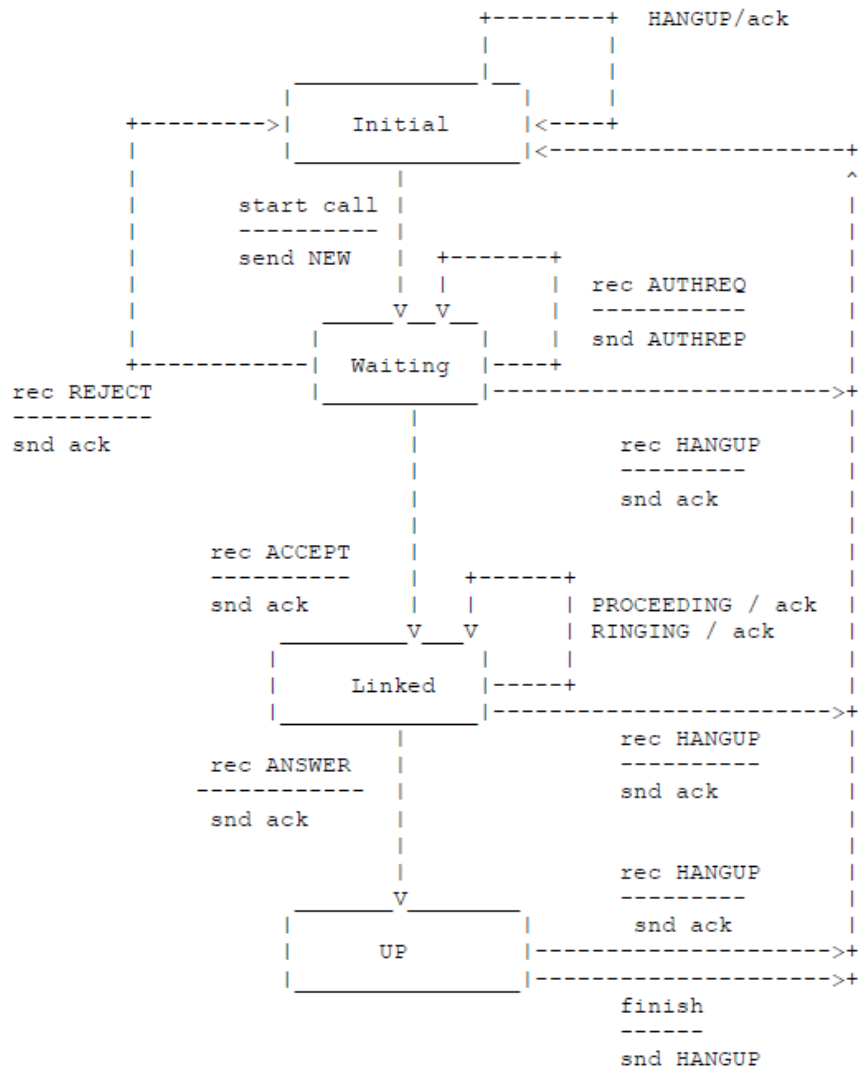 HANGUP/ack
Initial
start call
----------
send NEW
rec AUTHREQ
-----------
snd AUTHREP
Waiting
rec REJECT
----------
snd ack
rec HANGUP
---------
snd ack
rec ACCEPT
----------
snd ack
PROCEEDING / ack
RINGING / ack
Linked
rec HANGUP
----------
snd ack
rec ANSWER
------------
snd ack
rec HANGUP
---------
snd ack
UP
finish
------
snd HANGUP